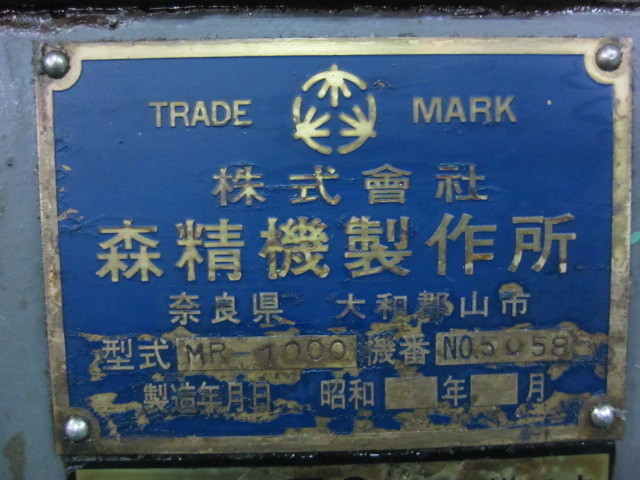 TRADE MARK
株式會社
森精機製作所
奈良県 大和郡山市
型式 MR-1000 機番 NO.5058
製造年月日 昭和 年 月